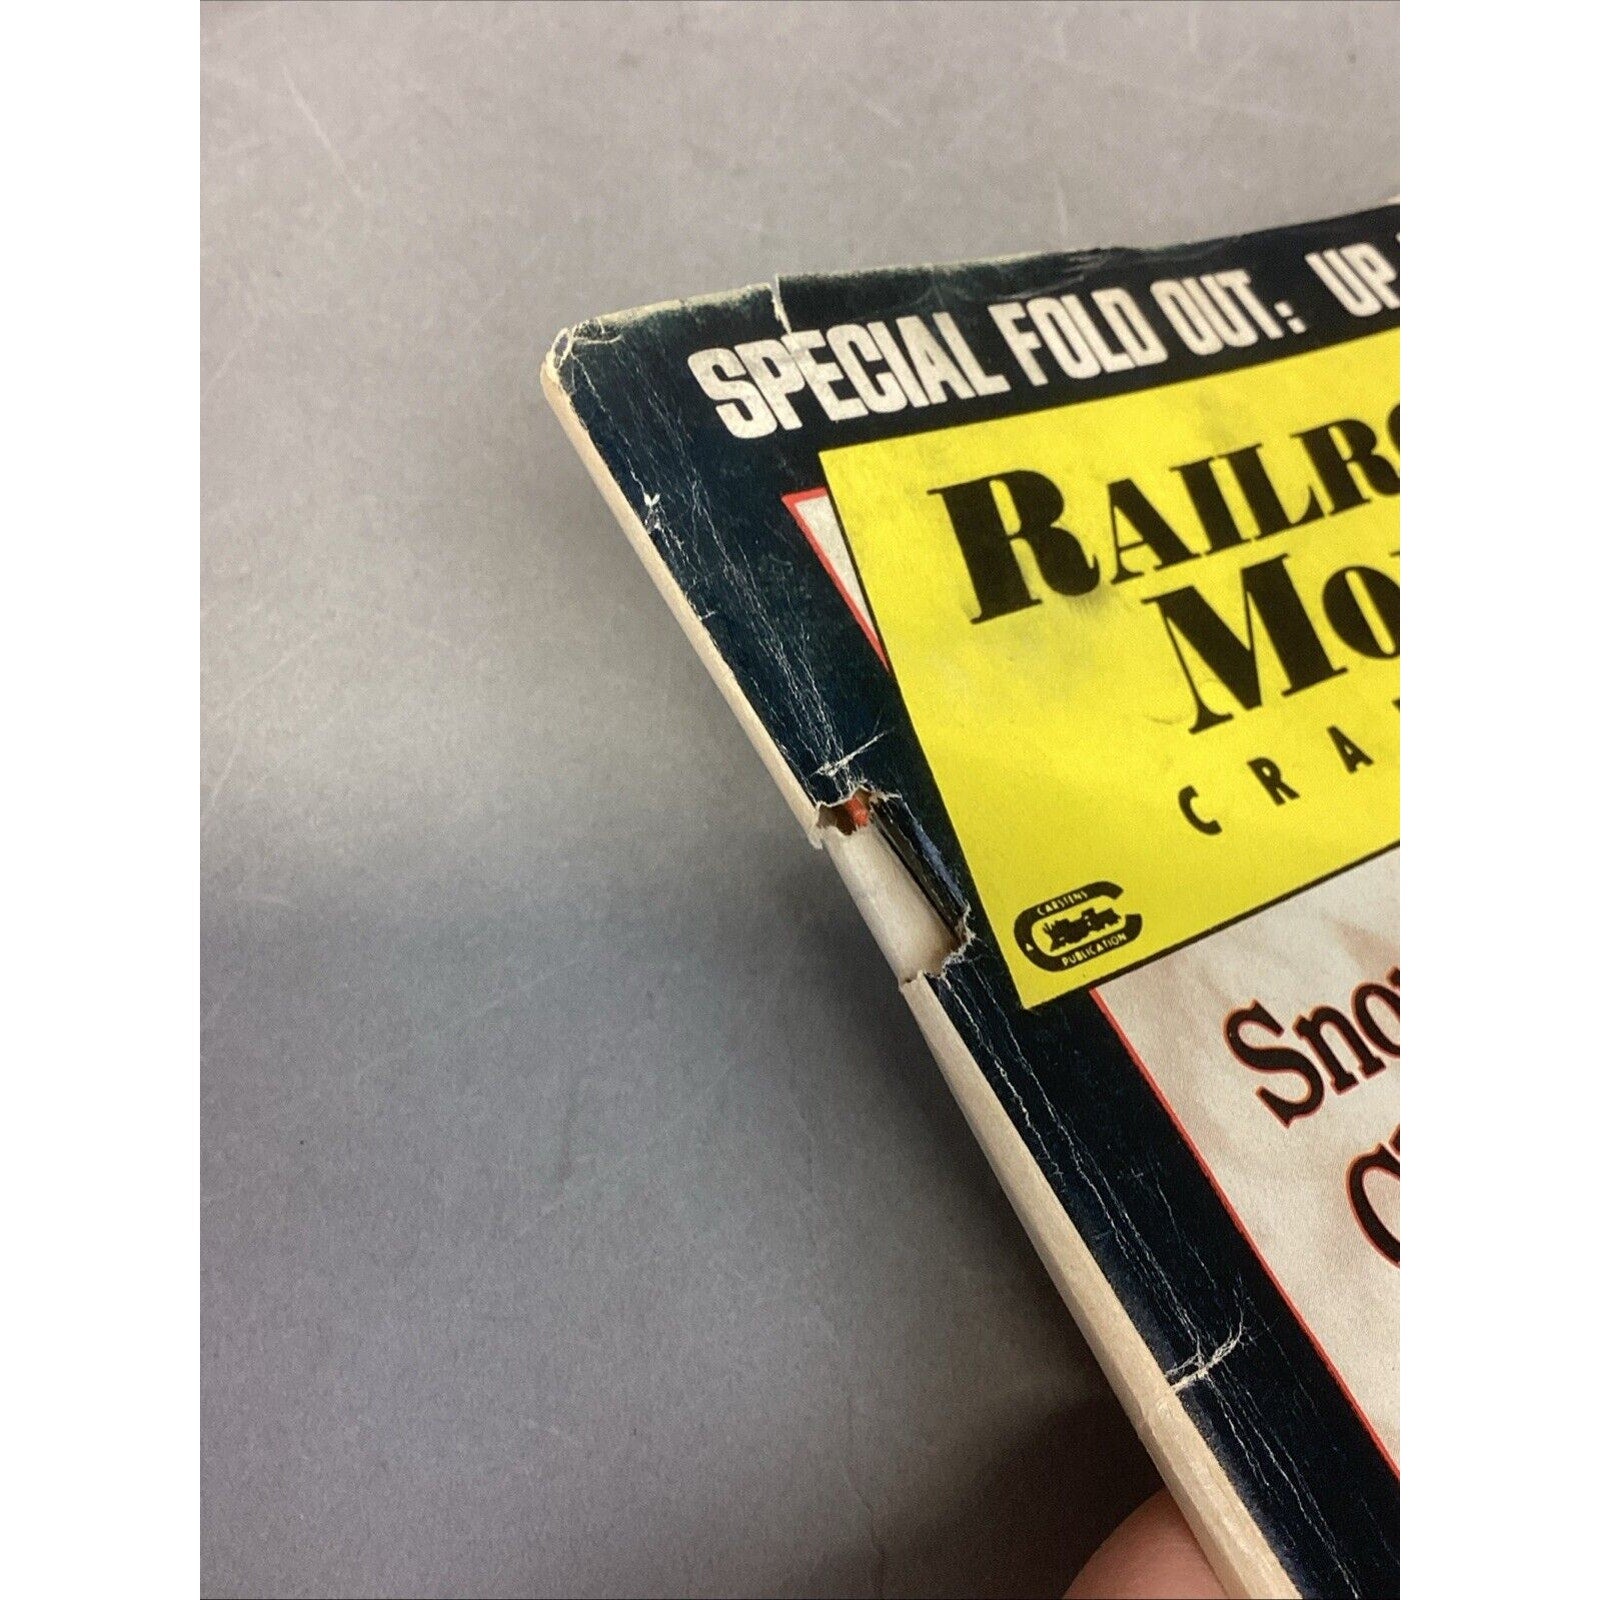 SPECIAL FOLD OUT: UP
RAILRO
MO
CRA
A CARSTENS
PUBLICATION
Sno